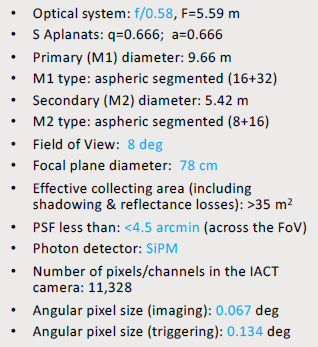 • Optical system: f/0.58, F=5.59 m
• S Aplanats: q=0.666; a=0.666
• Primary (M1) diameter: 9.66 m
• M1 type: aspheric segmented (16+32)
• Secondary (M2) diameter: 5.42 m
• M2 type: aspheric segmented (8+16)
• Field of View: 8 deg
• Focal plane diameter: 78 cm
• Effective collecting area (including
shadowing & reflectance losses): >35 m²
• PSF less than: <4.5 arcmin (across the FoV)
• Photon detector: SiPM
• Number of pixels/channels in the IACT
camera: 11,328
• Angular pixel size (imaging): 0.067 deg
• Angular pixel size (triggering): 0.134 deg